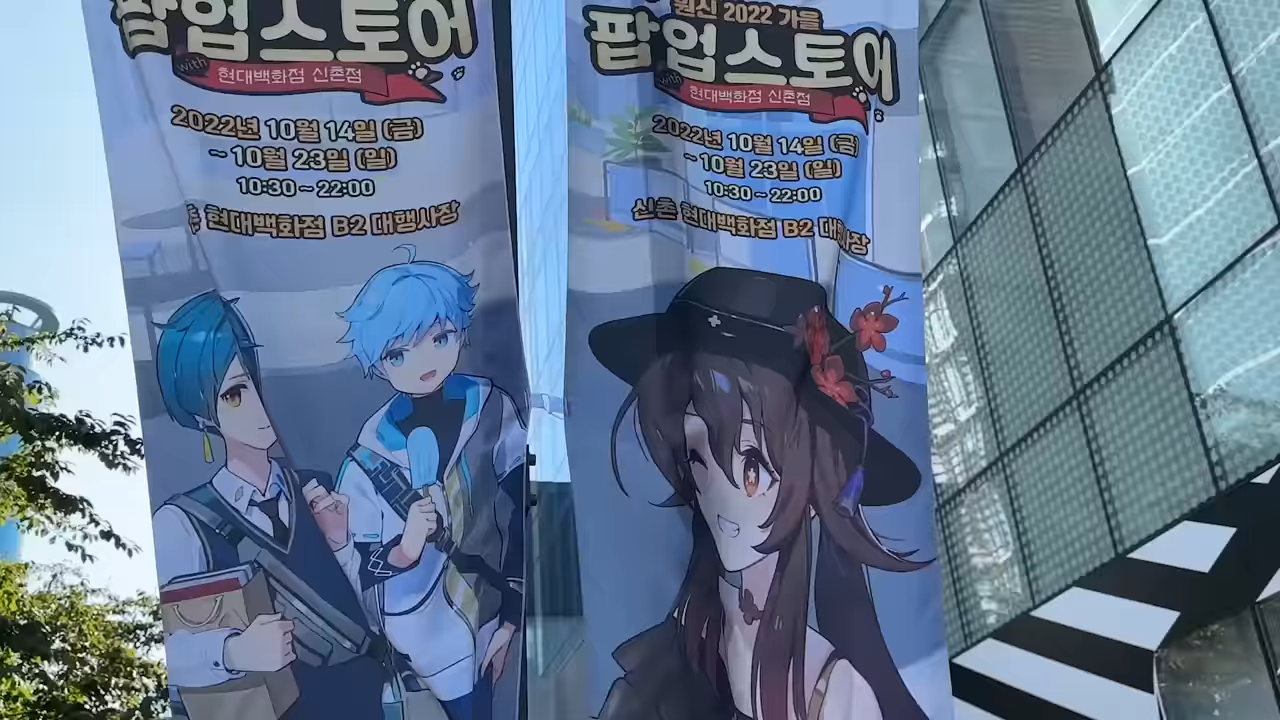 팝업스토어
with
현대백화점 신촌점
2022년 10월 14일 (금)
~ 10월 23일 (일)
10:30 ~ 22:00
현대백화점 B2 대행사장
원신 2022 가을
팝업스토어
with
현대백화점 신촌점
2022년 10월 14일 (금)
~ 10월 23일 (일)
10:30 ~ 22:00
신촌 현대백화점 B2 대행사장